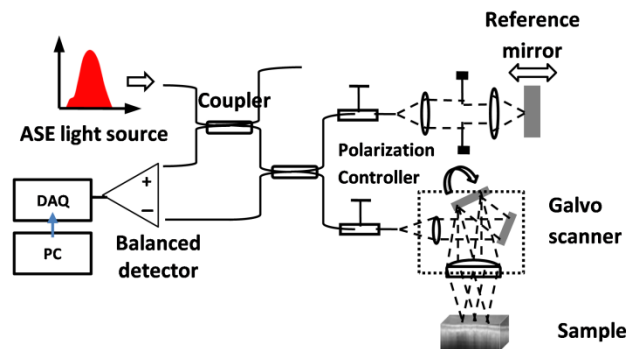 Reference
mirror
Coupler
ASE light source
Polarization
Controller
DAQ
+
−
PC
Balanced
detector
Galvo
scanner
Sample